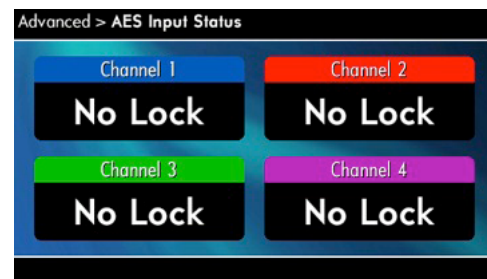 Advanced > AES Input Status
Channel 1
Channel 2
No Lock
No Lock
Channel 3
Channel 4
No Lock
No Lock